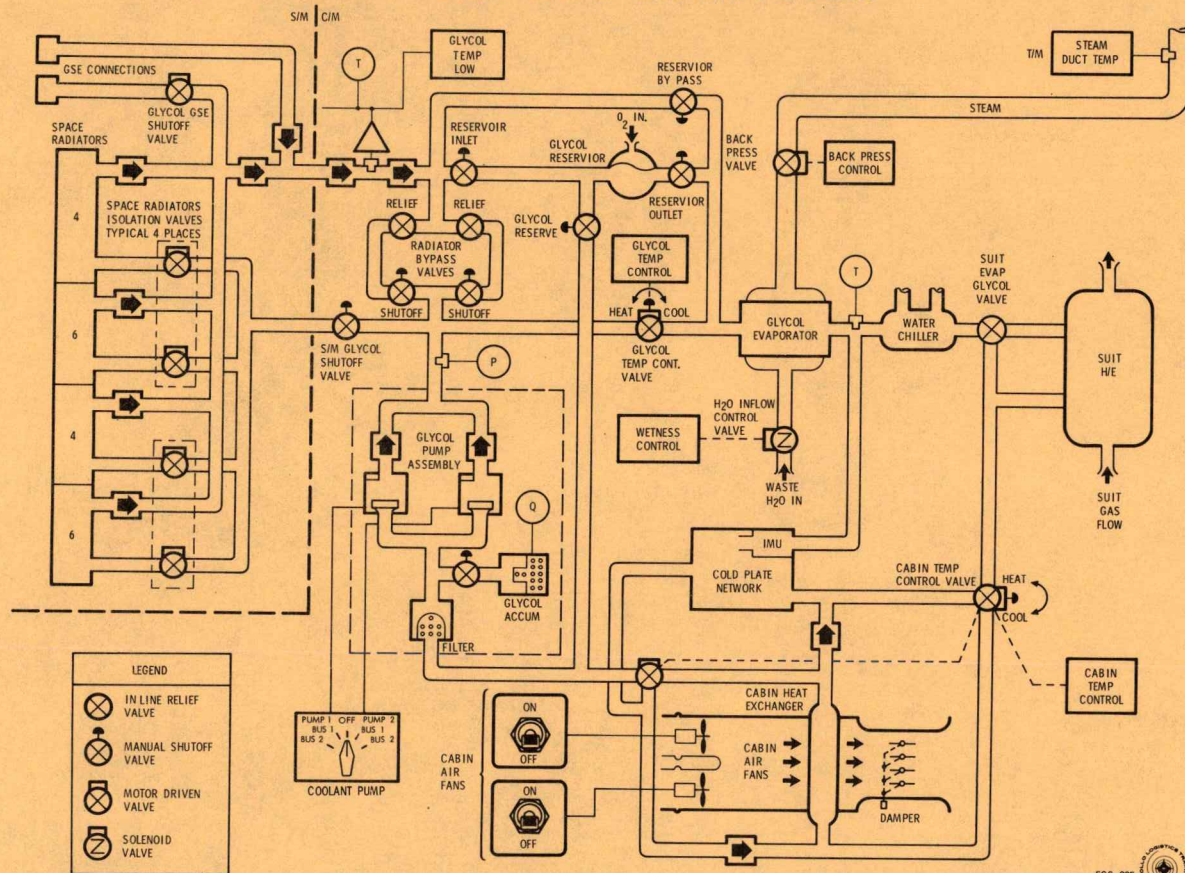 S/M
C/M
GSE CONNECTIONS
GLYCOL GSE
SHUTOFF
VALVE
SPACE
RADIATORS
4
6
4
6
SPACE RADIATORS
ISOLATION VALVES
TYPICAL 4 PLACES
T
GLYCOL
TEMP
LOW
RESERVOIR
INLET
RELIEF
RELIEF
RADIATOR
BYPASS
VALVES
SHUTOFF
SHUTOFF
S/M GLYCOL
SHUTOFF
VALVE
P
GLYCOL
RESERVIOR
O2 IN.
RESERVIOR
BY PASS
RESERVIOR
OUTLET
GLYCOL
RESERVE
GLYCOL
TEMP CONTROL
HEAT
COOL
GLYCOL
TEMP CONT.
VALVE
BACK
PRESS
VALVE
BACK PRESS
CONTROL
T/M
STEAM
DUCT TEMP
STEAM
GLYCOL
EVAPORATOR
T
WATER
CHILLER
SUIT
EVAP
GLYCOL
VALVE
SUIT
H/E
SUIT
GAS
FLOW
WETNESS
CONTROL
H2O INFLOW
CONTROL
VALVE
WASTE
H2O IN
GLYCOL
PUMP
ASSEMBLY
Q
GLYCOL
ACCUM
FILTER
IMU
COLD PLATE
NETWORK
CABIN TEMP
CONTROL VALVE
HEAT
COOL
CABIN
TEMP
CONTROL
CABIN HEAT
EXCHANGER
CABIN
AIR
FANS
DAMPER
CABIN
AIR
FANS
ON
OFF
ON
OFF
PUMP 1 OFF PUMP 2
BUS 1 BUS 1
BUS 2 BUS 2
COOLANT PUMP
LEGEND
IN LINE RELIEF
VALVE
MANUAL SHUTOFF
VALVE
MOTOR DRIVEN
VALVE
SOLENOID
VALVE